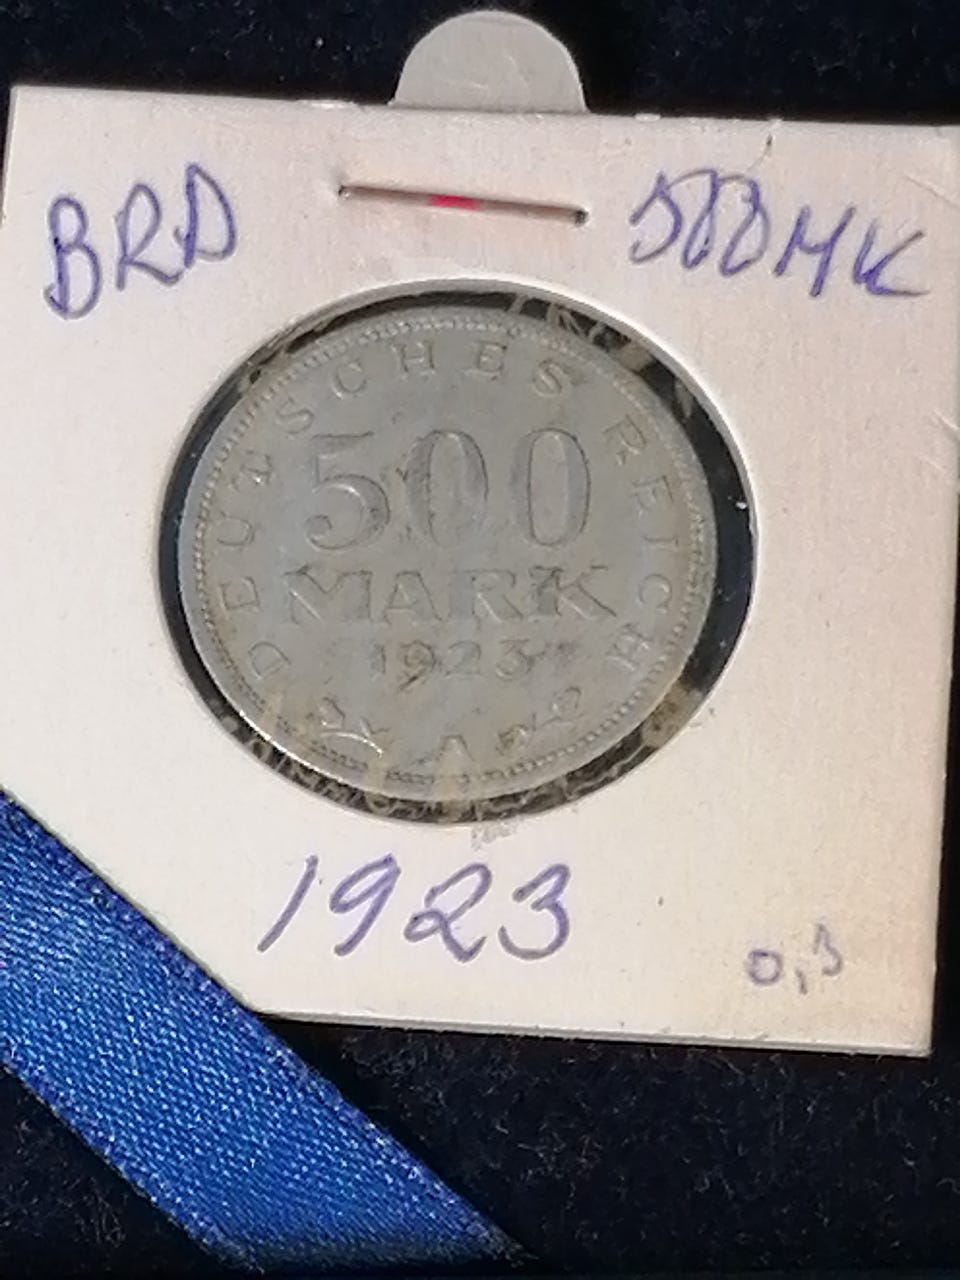 BRD 500MK
DEUTSCHES REICH
500
MARK
1923
A
1923
0,3